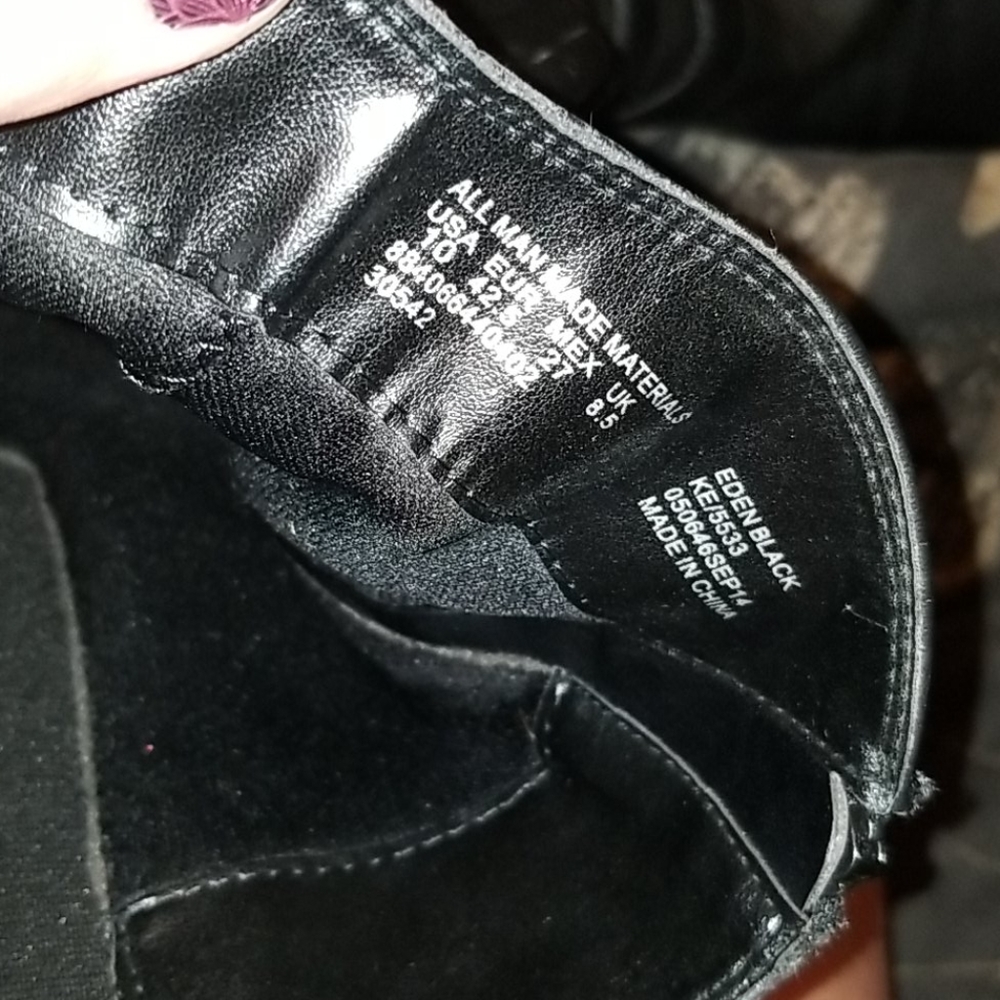 ALL MAN MADE MATERIALS
USA EUR MEX UK
10 42.5 27 8.5
30542
EDEN BLACK
KE/5533
050646SEP14
MADE IN CHINA